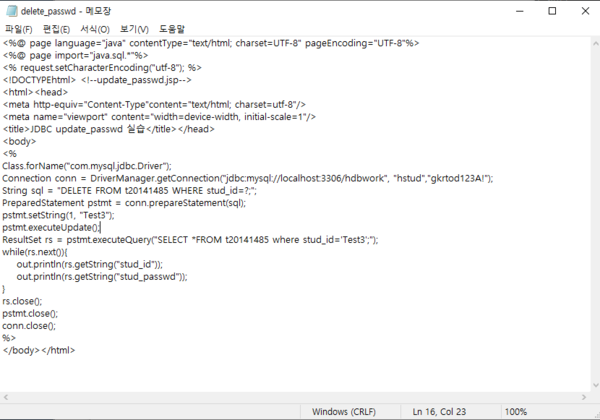 delete_passwd - 메모장
파일(F) 편집(E) 서식(O) 보기(V) 도움말
<%@ page language="java" contentType="text/html; charset=UTF-8" pageEncoding="UTF-8"%>
<%@ page import="java.sql.*"%>
<% request.setCharacterEncoding("utf-8"); %>
<!DOCTYPEhtml> <!--update_passwd.jsp-->
<html><head>
<meta http-equiv="Content-Type"content="text/html; charset=utf-8"/>
<meta name="viewport" content="width=device-width, initial-scale=1"/>
<title>JDBC update_passwd 실습</title></head>
<body>
<%
Class.forName("com.mysql.jdbc.Driver");
Connection conn = DriverManager.getConnection("jdbc:mysql://localhost:3306/hdbwork", "hstud","gkrtod123A!");
String sql = "DELETE FROM t20141485 WHERE stud_id=?;";
PreparedStatement pstmt = conn.prepareStatement(sql);
pstmt.setString(1, "Test3");
pstmt.executeUpdate();
ResultSet rs = pstmt.executeQuery("SELECT *FROM t20141485 where stud_id='Test3';");
while(rs.next()){
out.println(rs.getString("stud_id"));
out.println(rs.getString("stud_passwd"));
}
rs.close();
pstmt.close();
conn.close();
%>
</body></html>
Windows (CRLF) Ln 16, Col 23 100%